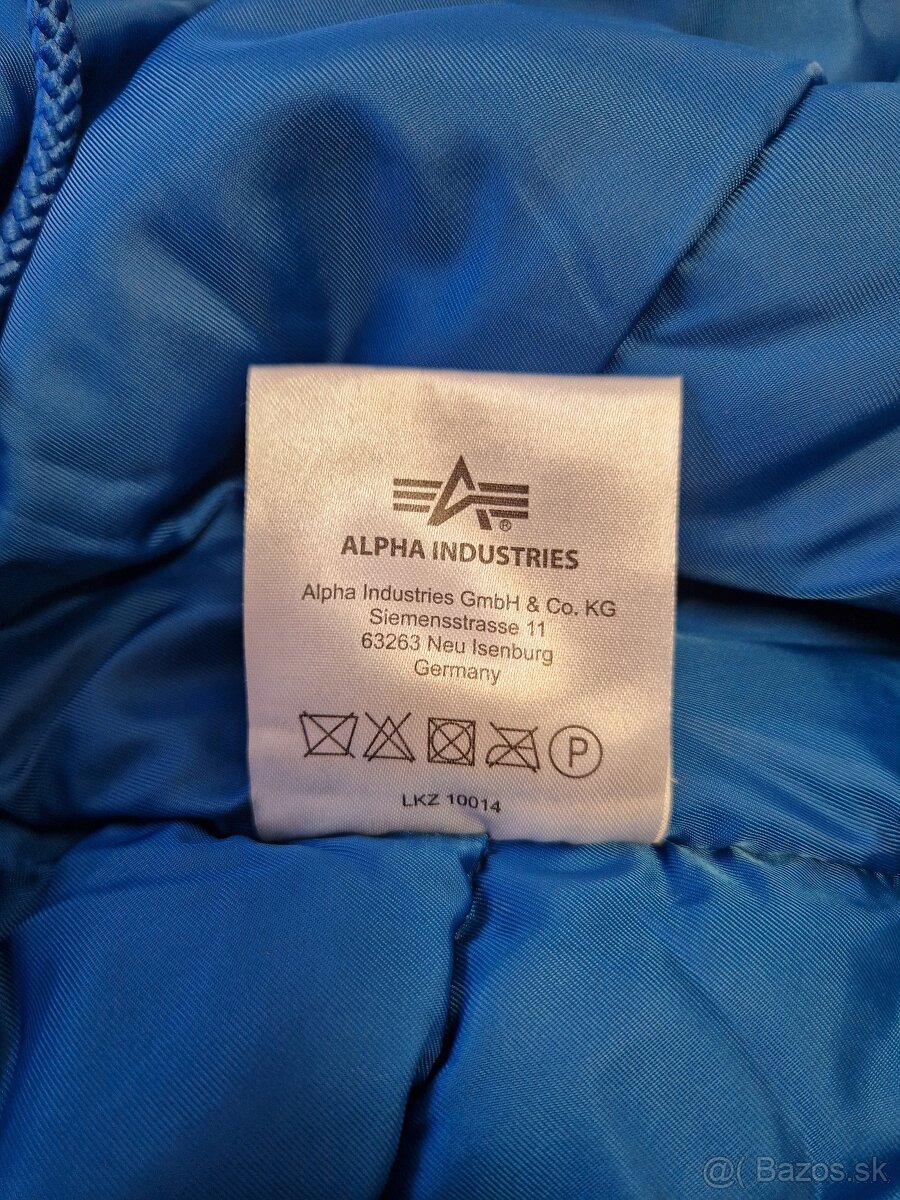 ®
ALPHA INDUSTRIES
Alpha Industries GmbH & Co. KG
Siemensstrasse 11
63263 Neu Isenburg
Germany
P
LKZ 10014
@( Bazos.sk